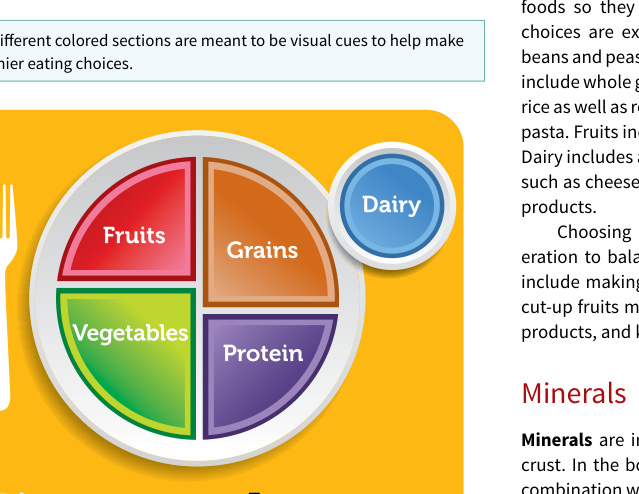 ifferent colored sections are meant to be visual cues to help make
hier eating choices.
Fruits
Grains
Dairy
Vegetables
Protein
foods so they
choices are ex
beans and peas
include whole g
rice as well as r
pasta. Fruits inc
Dairy includes a
such as cheese
products.
Choosing
eration to bala
include making
cut-up fruits m
products, and k
Minerals
Minerals are in
crust. In the bo
combination w